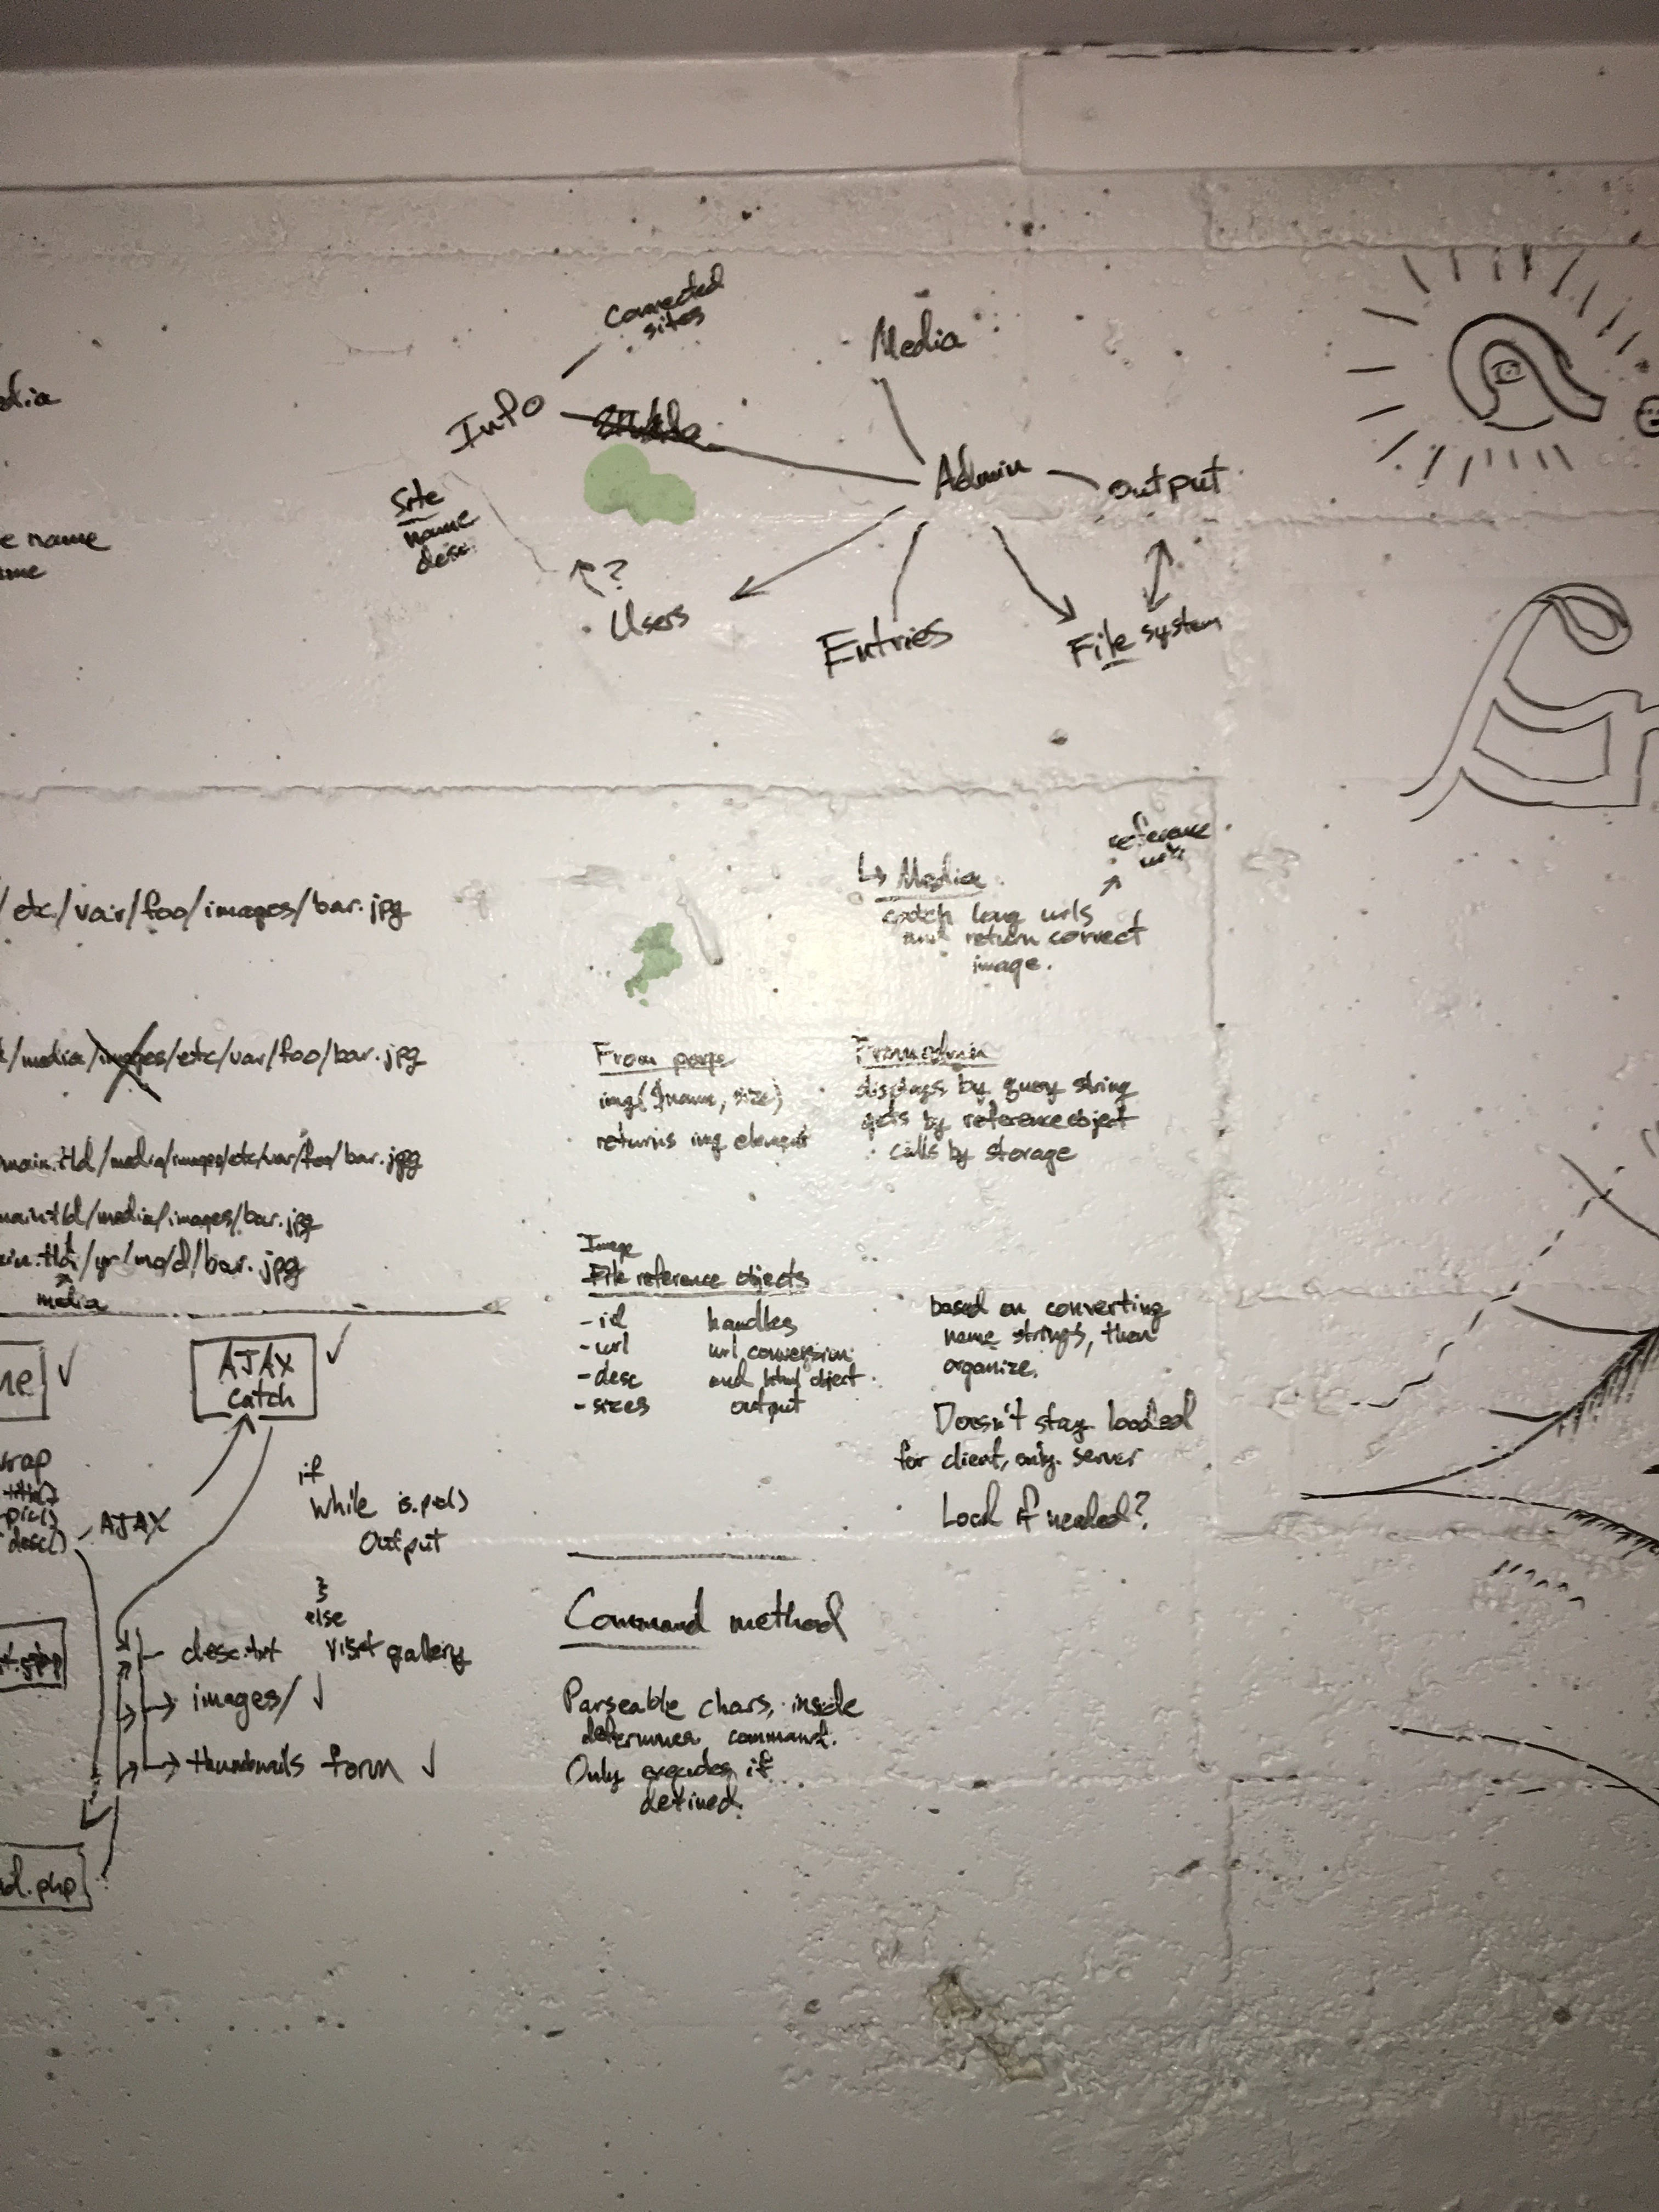 Connected
sites
Media
Info
Admin
output
Site
name
desc
?
Users
Entries
File system
dia
e name
me
reference
/etc/var/foo/images/bar.jpg
↳ Media
catch long urls
and return correct
image.
/media/images/etc/var/foo/bar.jpg
main.tld/media/images/etc/var/foo/bar.jpg
main.tld/media/images/bar.jpg
in.tld/yr/mo/d/bar.jpg
media
From page
img($name, size)
returns img element
From admin
displays by query string
gets by reference object
calls by storage
Image
File reference objects
-id
-url
-desc
-sizes
handles
url conversion
and html object
output
based on converting
name strings, then
organize.
Doesn't stay loaded
for client, only server
Load if needed?
ne ✓
AJAX ✓
catch
wrap
pic()
desc()
AJAX
if
While is.pic()
Output
}
else
visit gallery
desc.txt
images/ ✓
thumbnails form ✓
d.php
Command method
Parseable chars, inside
determines command.
Only executes if
defined.